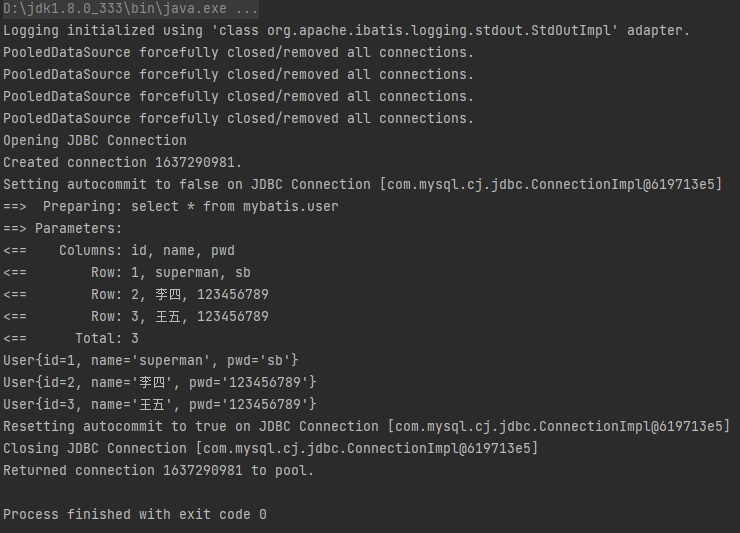 D:\jdk1.8.0_333\bin\java.exe ...
Logging initialized using 'class org.apache.ibatis.logging.stdout.StdOutImpl' adapter.
PooledDataSource forcefully closed/removed all connections.
PooledDataSource forcefully closed/removed all connections.
PooledDataSource forcefully closed/removed all connections.
PooledDataSource forcefully closed/removed all connections.
Opening JDBC Connection
Created connection 1637290981.
Setting autocommit to false on JDBC Connection [com.mysql.cj.jdbc.ConnectionImpl@619713e5]
==>  Preparing: select * from mybatis.user
==> Parameters:
<==    Columns: id, name, pwd
<==        Row: 1, superman, sb
<==        Row: 2, 李四, 123456789
<==        Row: 3, 王五, 123456789
<==      Total: 3
User{id=1, name='superman', pwd='sb'}
User{id=2, name='李四', pwd='123456789'}
User{id=3, name='王五', pwd='123456789'}
Resetting autocommit to true on JDBC Connection [com.mysql.cj.jdbc.ConnectionImpl@619713e5]
Closing JDBC Connection [com.mysql.cj.jdbc.ConnectionImpl@619713e5]
Returned connection 1637290981 to pool.
Process finished with exit code 0